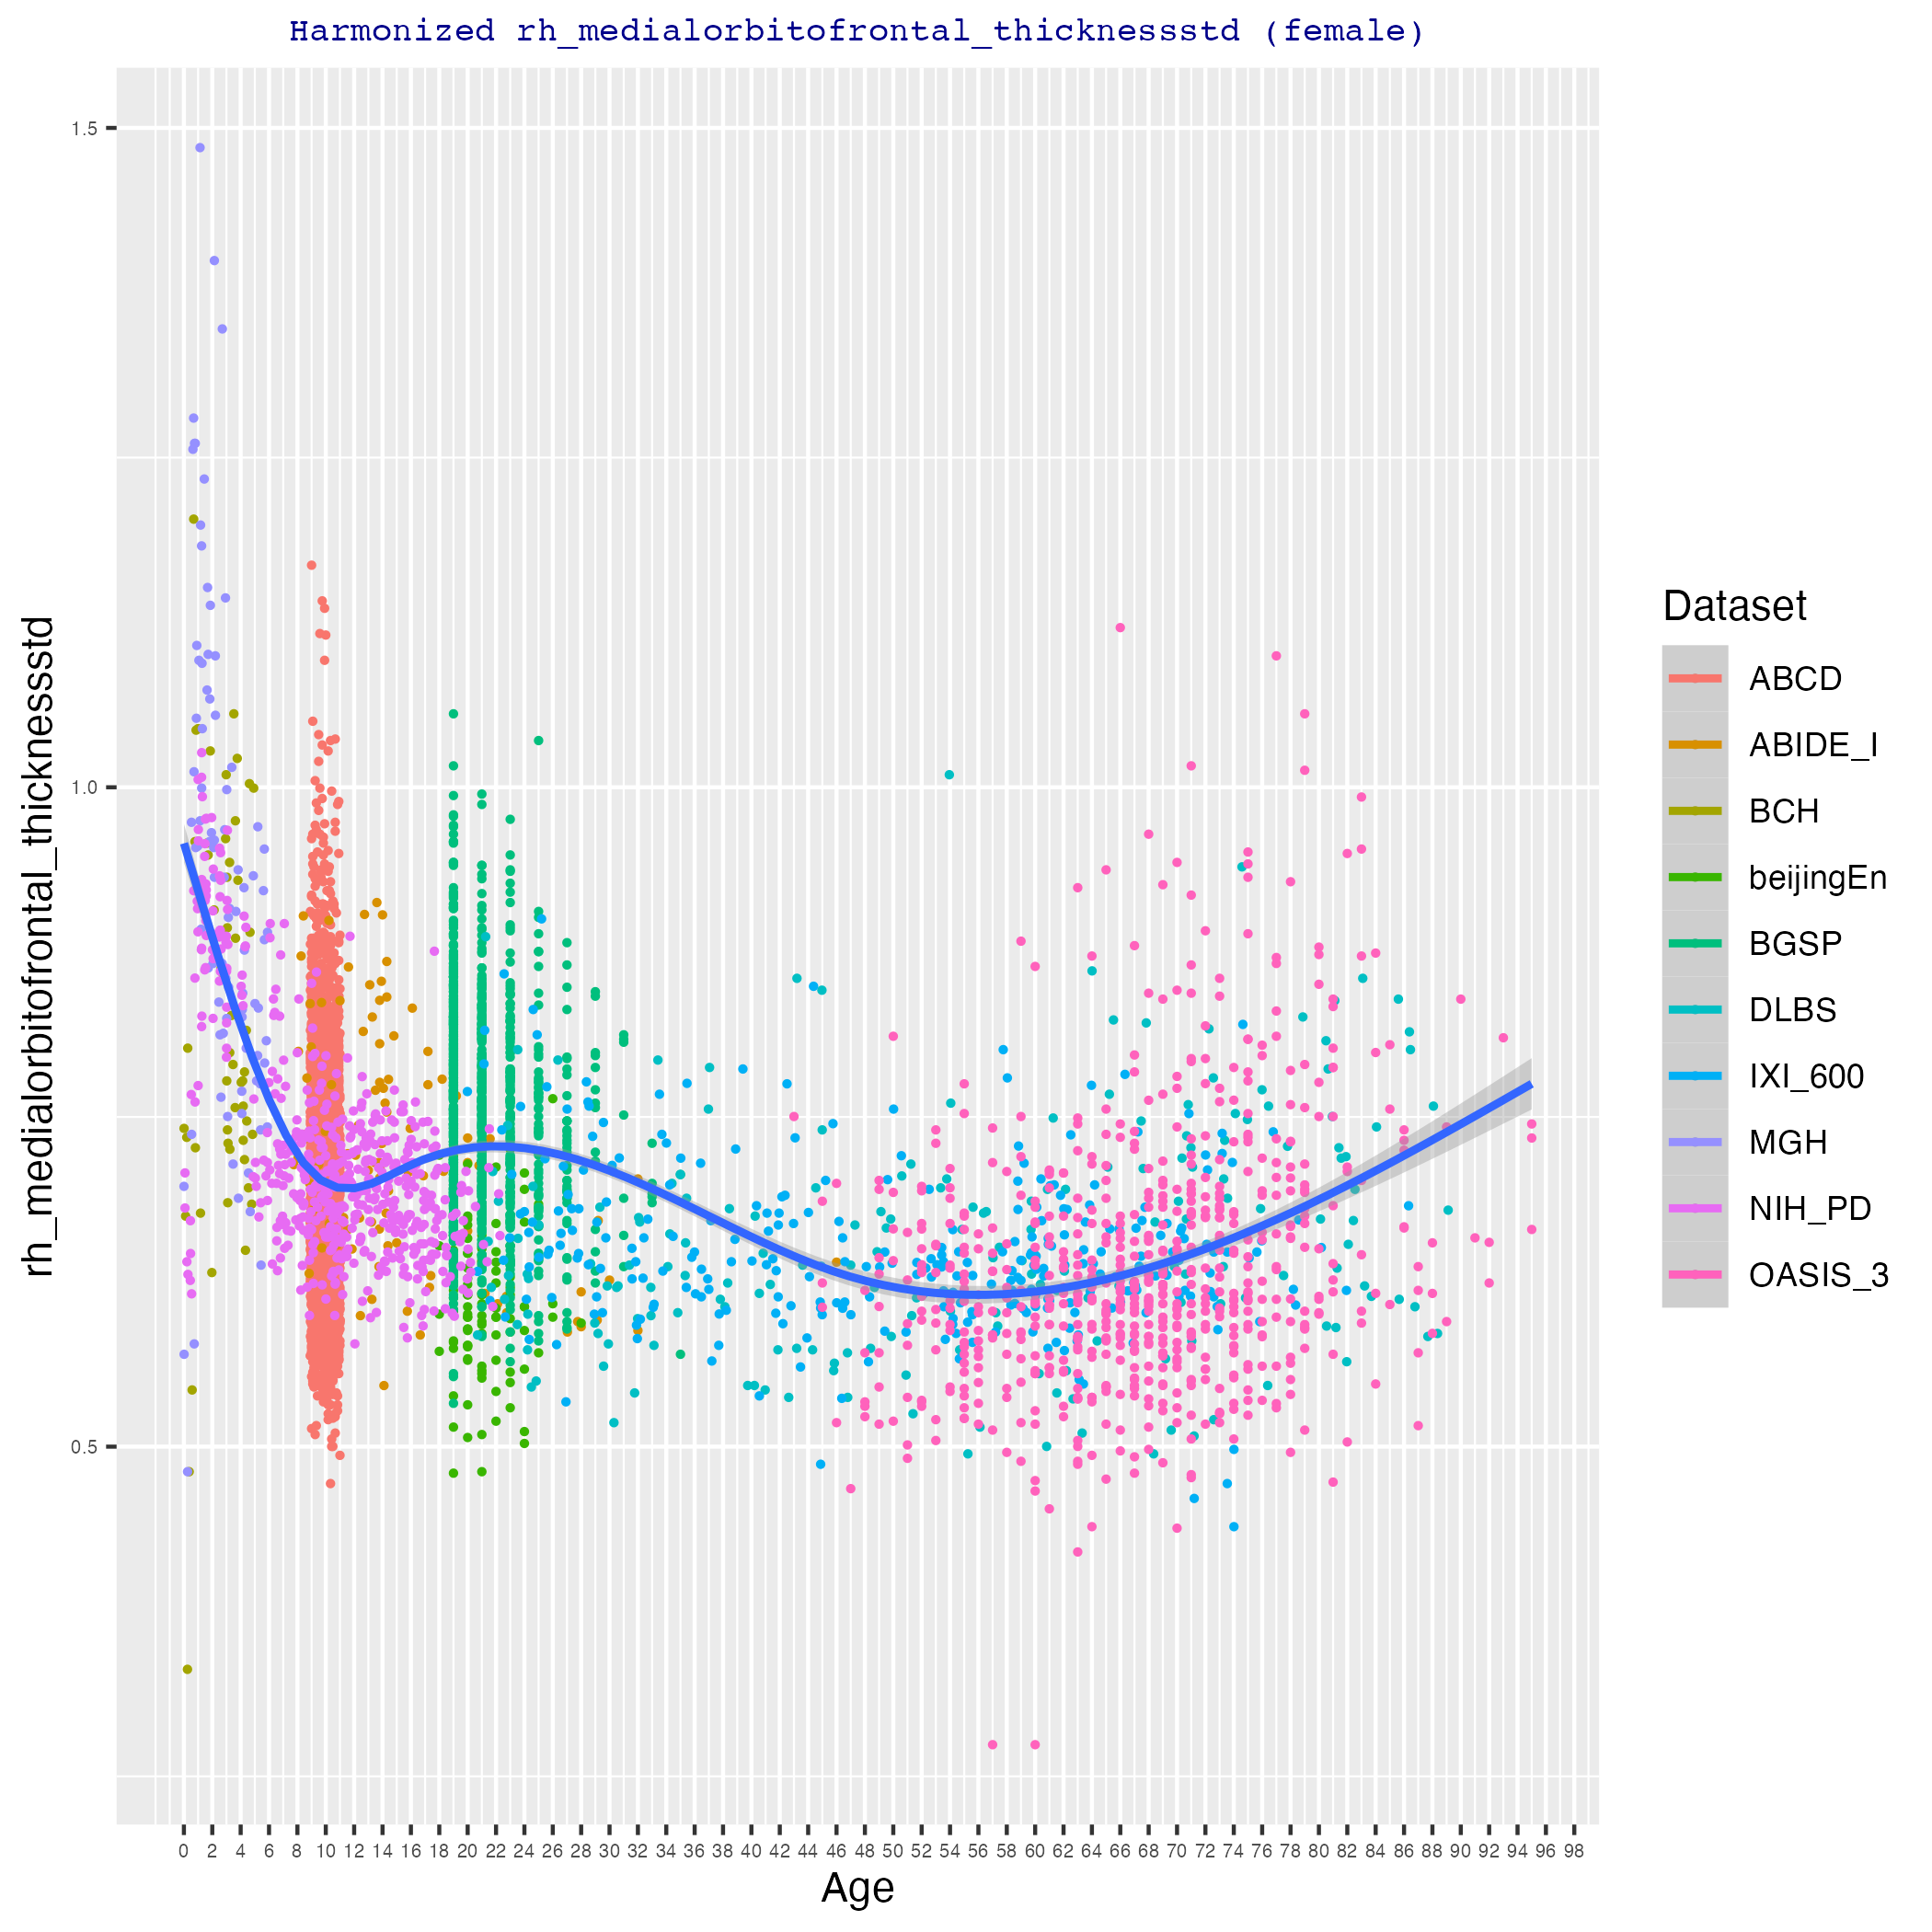 Harmonized rh_medialorbitofrontal_thicknessstd (female)
rh_medialorbitofrontal_thicknessstd
1.5
1.0
0.5
0 2 4 6 8 10 12 14 16 18 20 22 24 26 28 30 32 34 36 38 40 42 44 46 48 50 52 54 56 58 60 62 64 66 68 70 72 74 76 78 80 82 84 86 88 90 92 94 96 98
Age
Dataset
ABCD
ABIDE_I
BCH
beijingEn
BGSP
DLBS
IXI_600
MGH
NIH_PD
OASIS_3